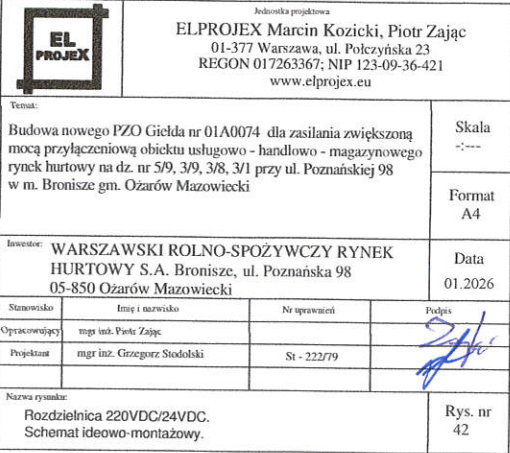 EL
PROJEX
Jednostka projektowa
ELPROJEX Marcin Kozicki, Piotr Zając
01-377 Warszawa, ul. Połczyńska 23
REGON 017263367; NIP 123-09-36-421
www.elprojex.eu
Temat:
Budowa nowego PZO Giełda nr 01A0074 dla zasilania zwiększoną
mocą przyłączeniową obiektu usługowo - handlowo - magazynowego
rynek hurtowy na dz. nr 5/9, 3/9, 3/8, 3/1 przy ul. Poznańskiej 98
w m. Bronisze gm. Ożarów Mazowiecki
Skala
-:---
Format
A4
Inwestor: WARSZAWSKI ROLNO-SPOŻYWCZY RYNEK
HURTOWY S.A. Bronisze, ul. Poznańska 98
05-850 Ożarów Mazowiecki
Data
01.2026
Stanowisko Imię i nazwisko Nr uprawnień Podpis
Opracowujący mgr inż. Piotr Zając
Projektant mgr inż. Grzegorz Stodolski St - 222/79
Nazwa rysunku:
Rozdzielnica 220VDC/24VDC.
Schemat ideowo-montażowy.
Rys. nr
42